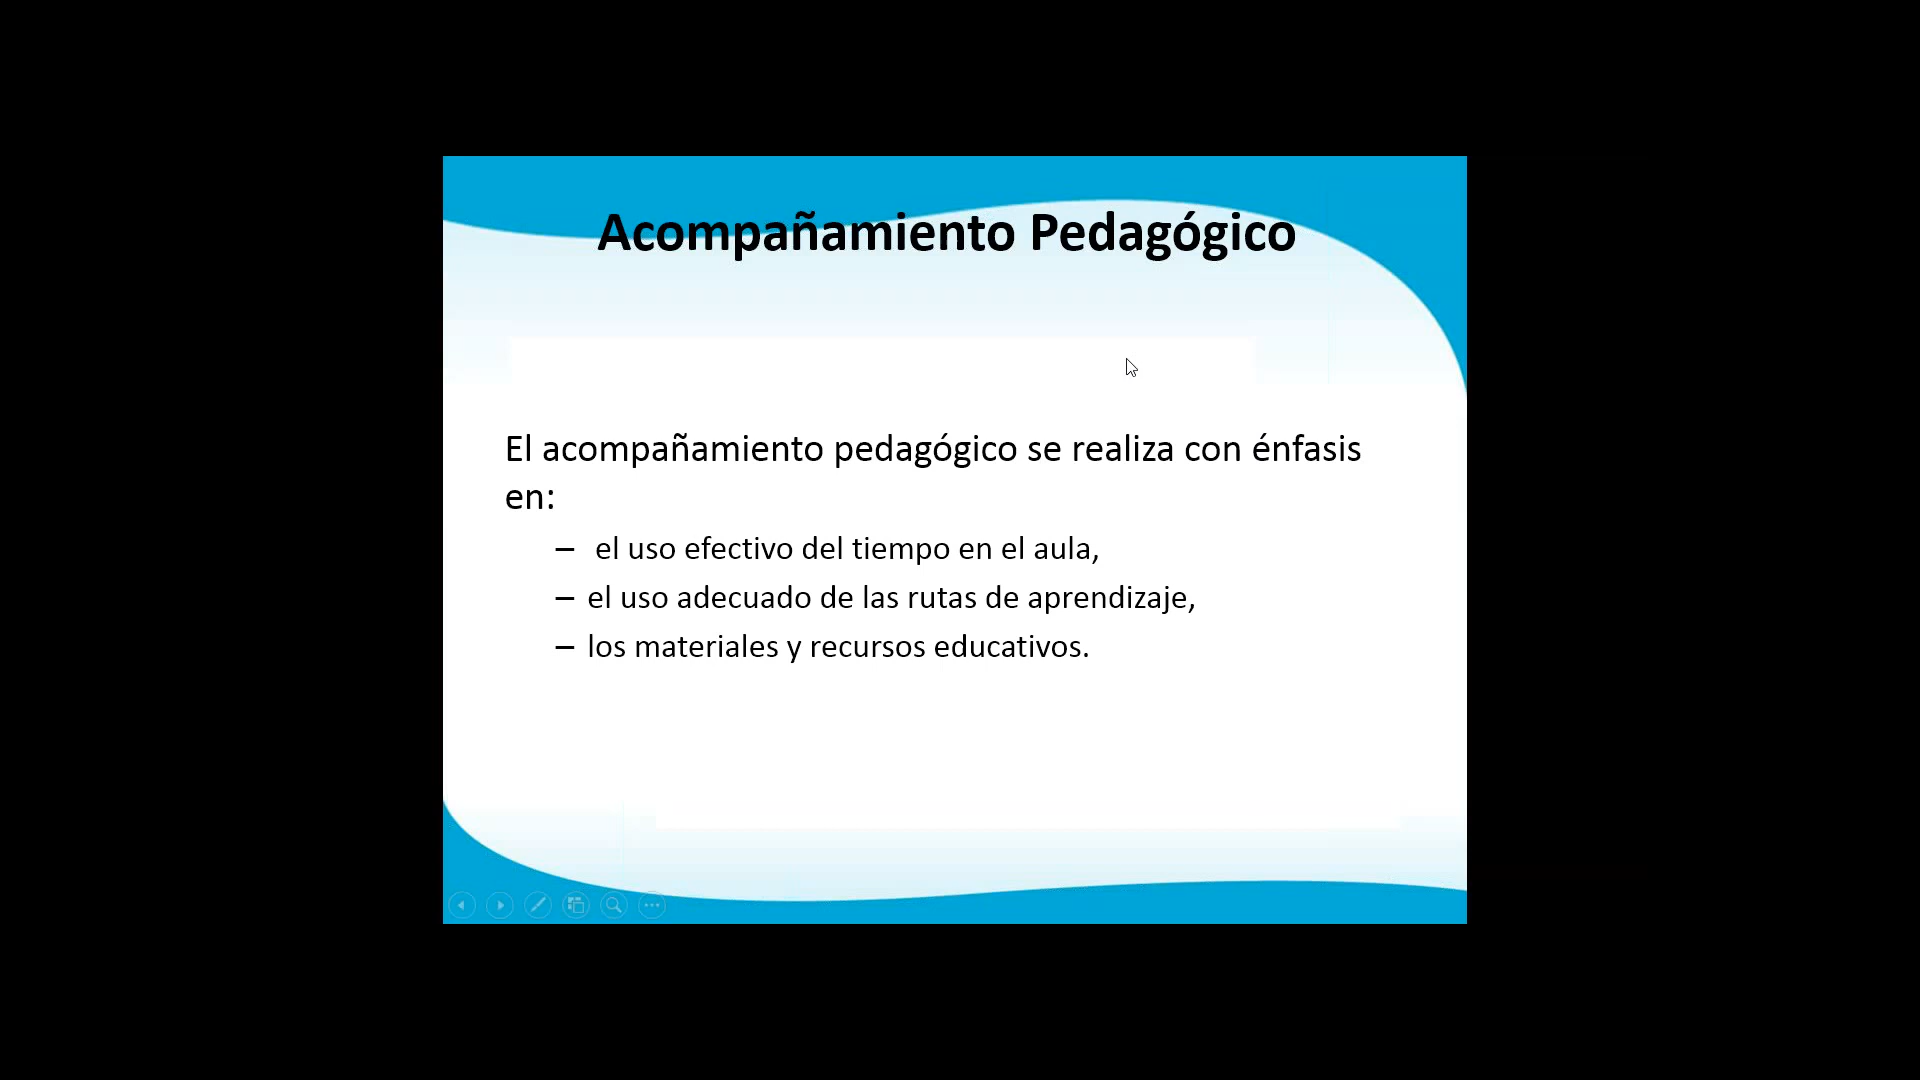 Acompañamiento Pedagógico
El acompañamiento pedagógico se realiza con énfasis
en:
– el uso efectivo del tiempo en el aula,
– el uso adecuado de las rutas de aprendizaje,
– los materiales y recursos educativos.